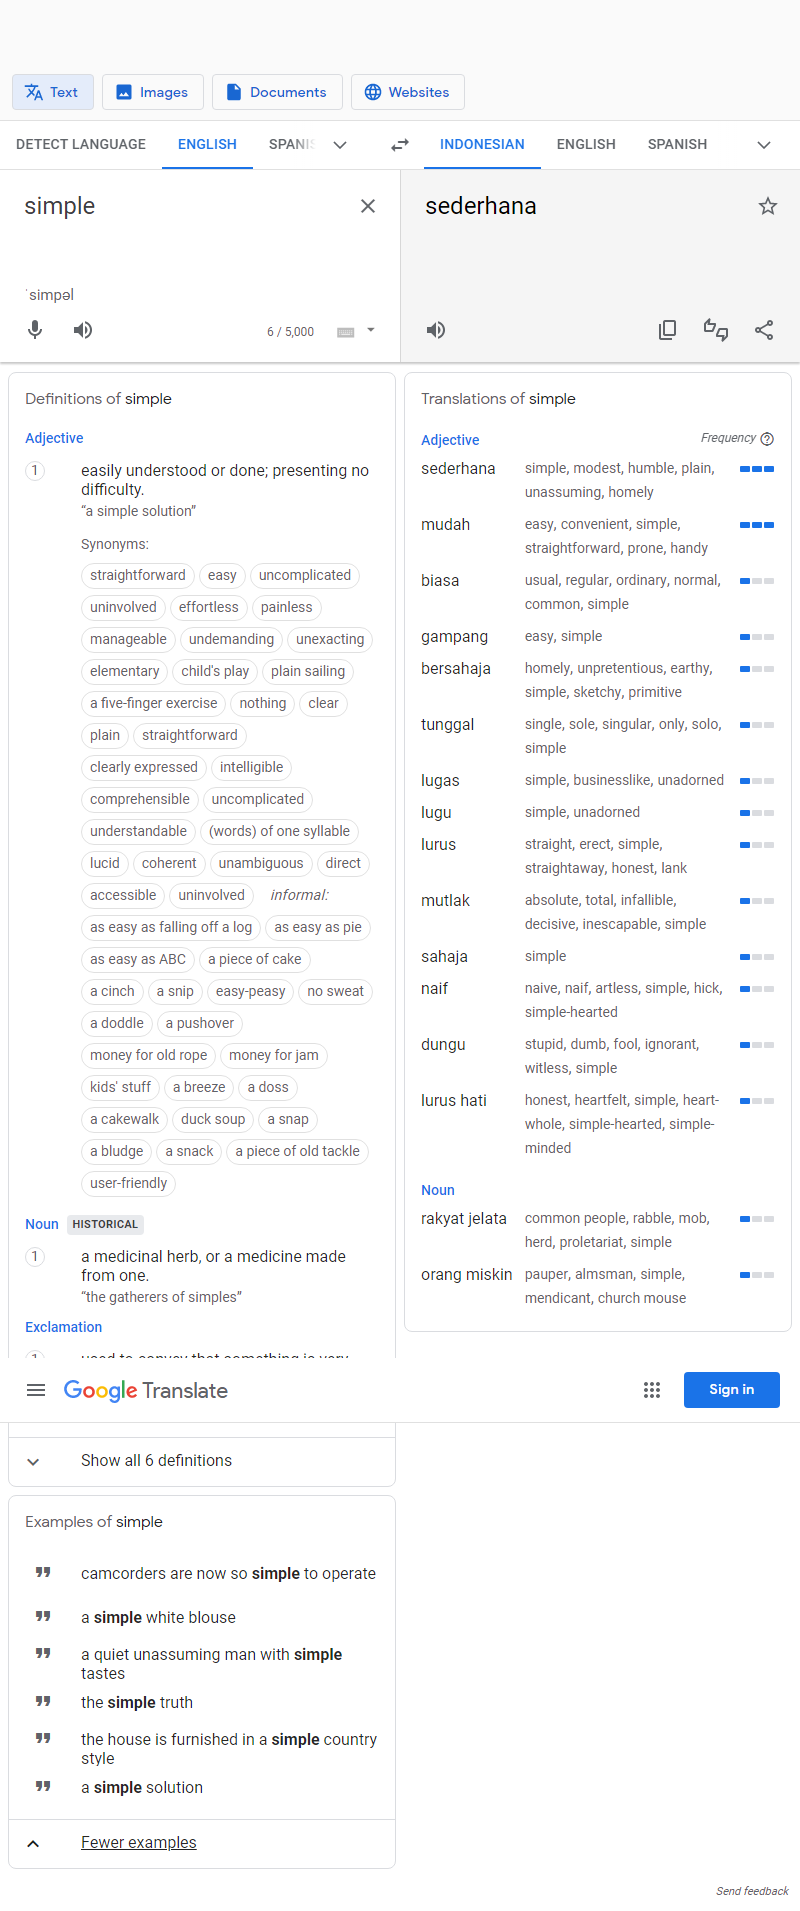 Text
Images
Documents
Websites
DETECT LANGUAGE
ENGLISH
INDONESIAN
ENGLISH
SPANISH
simple
sederhana
ˈsimpəl
6 / 5,000
Definitions of simple
Adjective
1
easily understood or done; presenting no
difficulty.
“a simple solution”
Synonyms:
straightforward easy uncomplicated
uninvolved effortless painless
manageable undemanding unexacting
elementary child's play plain sailing
a five-finger exercise nothing clear
plain straightforward
clearly expressed intelligible
comprehensible uncomplicated
understandable (words) of one syllable
lucid coherent unambiguous direct
accessible uninvolved informal:
as easy as falling off a log as easy as pie
as easy as ABC a piece of cake
a cinch a snip easy-peasy no sweat
a doddle a pushover
money for old rope money for jam
kids' stuff a breeze a doss
a cakewalk duck soup a snap
a bludge a snack a piece of old tackle
user-friendly
Noun HISTORICAL
1
a medicinal herb, or a medicine made
from one.
“the gatherers of simples”
Exclamation
1
used to convey that something is very
Translations of simple
Adjective
Frequency
sederhana simple, modest, humble, plain,
unassuming, homely
mudah easy, convenient, simple,
straightforward, prone, handy
biasa usual, regular, ordinary, normal,
common, simple
gampang easy, simple
bersahaja homely, unpretentious, earthy,
simple, sketchy, primitive
tunggal single, sole, singular, only, solo,
simple
lugas simple, businesslike, unadorned
lugu simple, unadorned
lurus straight, erect, simple,
straightaway, honest, lank
mutlak absolute, total, infallible,
decisive, inescapable, simple
sahaja simple
naif naive, naif, artless, simple, hick,
simple-hearted
dungu stupid, dumb, fool, ignorant,
witless, simple
lurus hati honest, heartfelt, simple, heart-
whole, simple-hearted, simple-
minded
Noun
rakyat jelata common people, rabble, mob,
herd, proletariat, simple
orang miskin pauper, almsman, simple,
mendicant, church mouse
Google Translate
Sign in
Show all 6 definitions
Examples of simple
camcorders are now so simple to operate
a simple white blouse
a quiet unassuming man with simple
tastes
the simple truth
the house is furnished in a simple country
style
a simple solution
Fewer examples
Send feedback